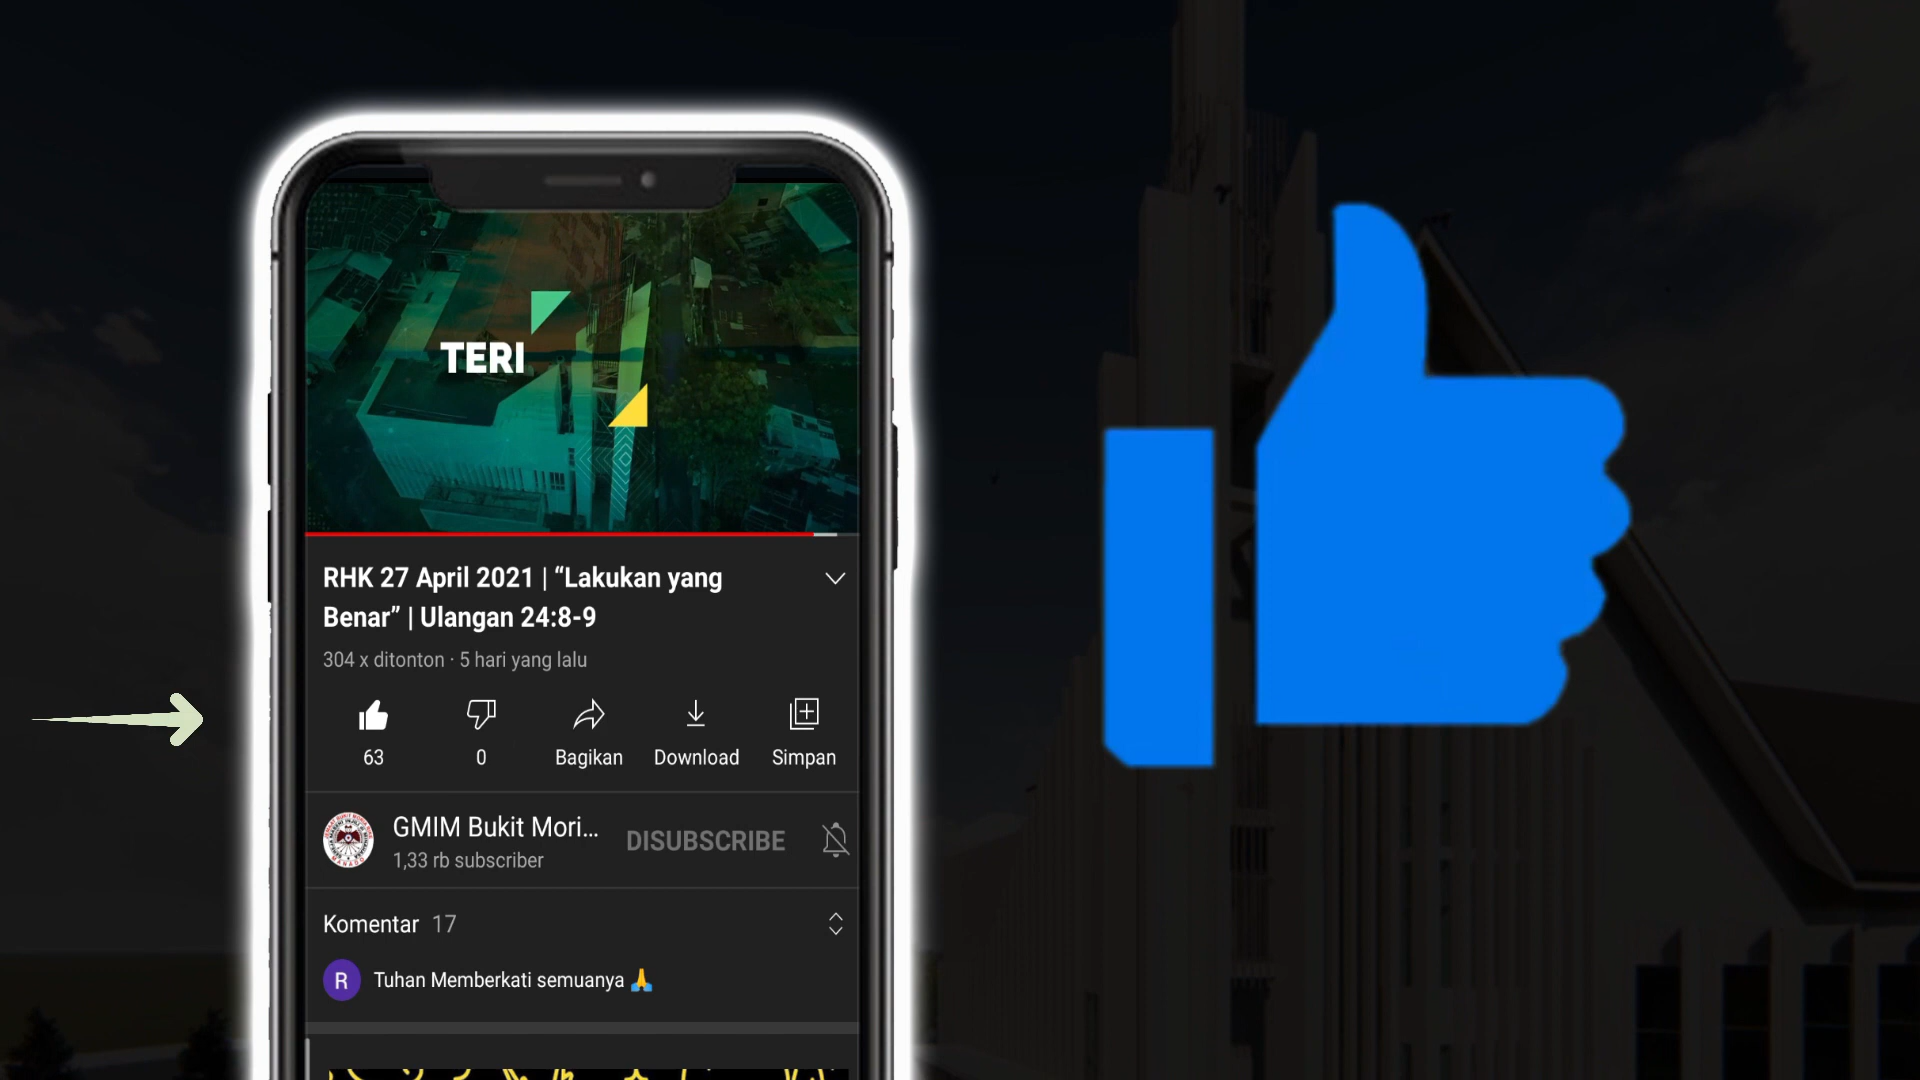 TERI
RHK 27 April 2021 | “Lakukan yang
Benar” | Ulangan 24:8-9
304 x ditonton · 5 hari yang lalu
63
0
Bagikan
Download
Simpan
GMIM Bukit Mori...
DISUBSCRIBE
1,33 rb subscriber
Komentar 17
R
Tuhan Memberkati semuanya 🙏